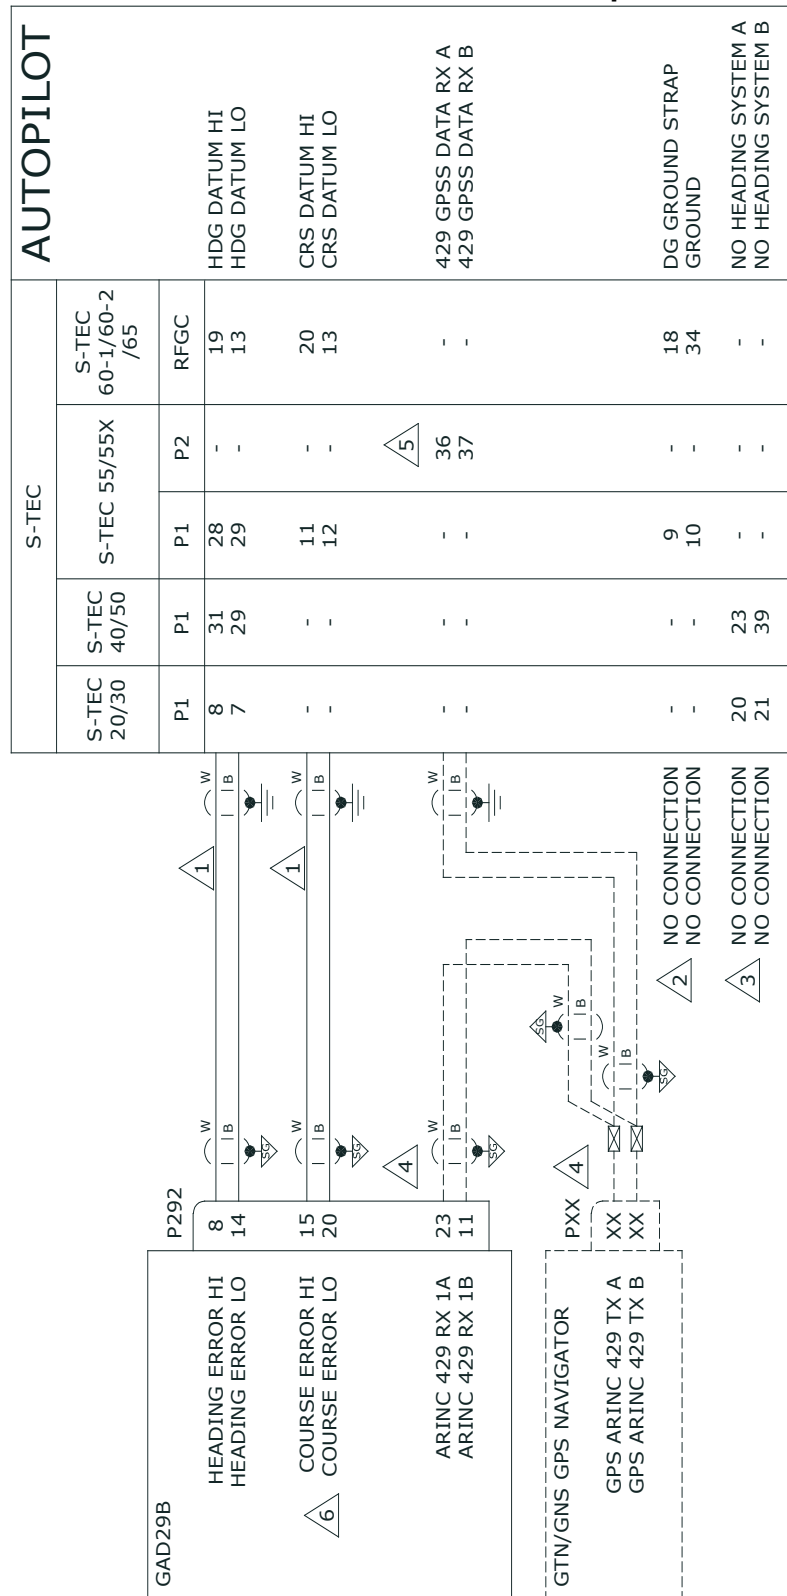 AUTOPILOT
S-TEC
S-TEC 20/30
S-TEC 40/50
S-TEC 55/55X
S-TEC 60-1/60-2 /65
P1 P1 P1 P2 RFGC
GAD29B
P292
HEADING ERROR HI 8 W 8 31 28 - 19 HDG DATUM HI
HEADING ERROR LO 14 B 7 29 29 - 13 HDG DATUM LO
SG
1
W
B
6
COURSE ERROR HI 15 W - - 11 - 20 CRS DATUM HI
COURSE ERROR LO 20 B - - 12 - 13 CRS DATUM LO
SG
1
W
B
4
5
ARINC 429 RX 1A 23 W - - - 36 - 429 GPSS DATA RX A
ARINC 429 RX 1B 11 B - - - 37 - 429 GPSS DATA RX B
SG
W
B
GTN/GNS GPS NAVIGATOR
PXX
4
SG
W
B
GPS ARINC 429 TX A XX W
GPS ARINC 429 TX B XX B
SG
2
NO CONNECTION - - 9 - 18 DG GROUND STRAP
NO CONNECTION - - 10 - 34 GROUND
3
NO CONNECTION 20 23 - - - NO HEADING SYSTEM A
NO CONNECTION 21 39 - - - NO HEADING SYSTEM B